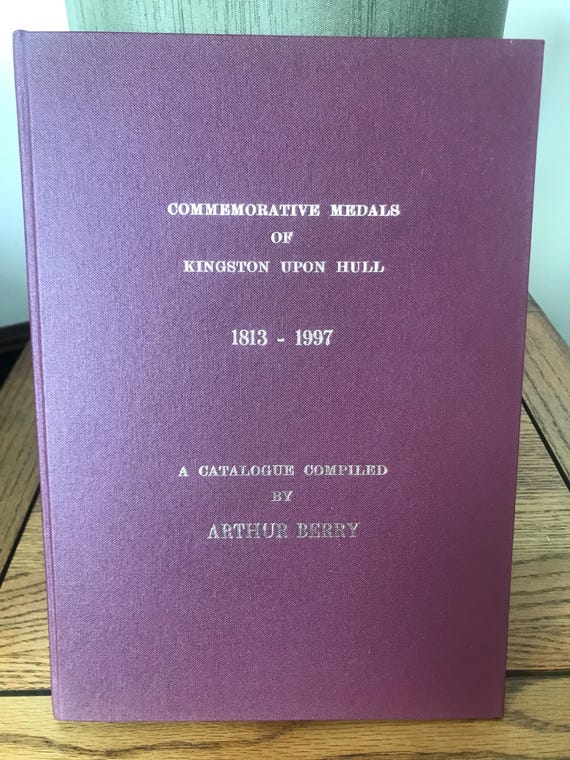 COMMEMORATIVE MEDALS
OF
KINGSTON UPON HULL
1813 - 1997
A CATALOGUE COMPILED
BY
ARTHUR BERRY